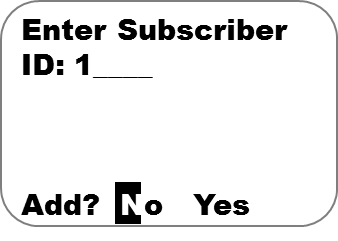 Enter Subscriber
ID: 1____
Add? No Yes